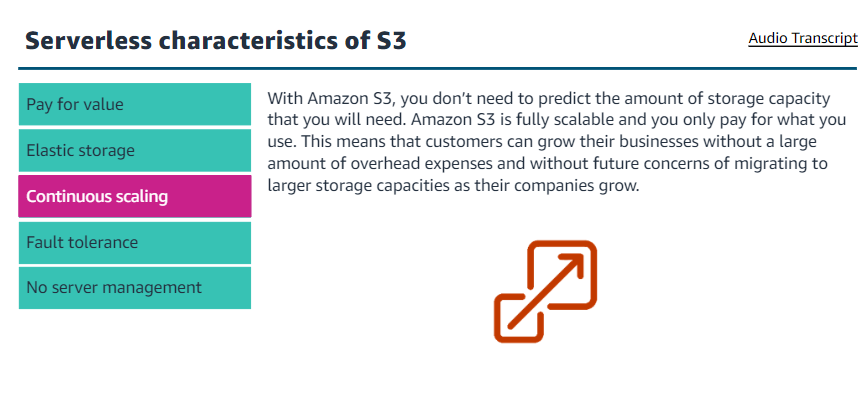 Serverless characteristics of S3
Audio Transcript
Pay for value
Elastic storage
Continuous scaling
Fault tolerance
No server management
With Amazon S3, you don’t need to predict the amount of storage capacity
that you will need. Amazon S3 is fully scalable and you only pay for what you
use. This means that customers can grow their businesses without a large
amount of overhead expenses and without future concerns of migrating to
larger storage capacities as their companies grow.